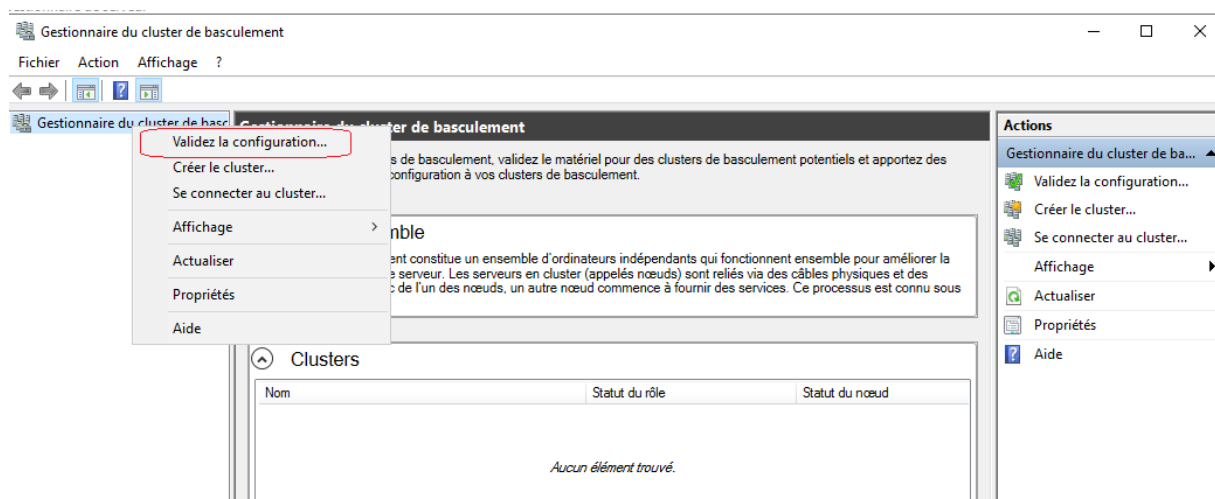 Gestionnaire du cluster de basculement
Fichier Action Affichage ?
Gestionnaire du cluster de basc
Validez la configuration...
Créer le cluster...
Se connecter au cluster...
Affichage
Actualiser
Propriétés
Aide
ter de basculement
s de basculement, validez le matériel pour des clusters de basculement potentiels et apportez des
configuration à vos clusters de basculement.
mble
ent constitue un ensemble d'ordinateurs indépendants qui fonctionnent ensemble pour améliorer la
e serveur. Les serveurs en cluster (appelés nœuds) sont reliés via des câbles physiques et des
c de l'un des nœuds, un autre nœud commence à fournir des services. Ce processus est connu sous
Clusters
Nom Statut du rôle Statut du nœud
Aucun élément trouvé.
Actions
Gestionnaire du cluster de ba...
Validez la configuration...
Créer le cluster...
Se connecter au cluster...
Affichage
Actualiser
Propriétés
Aide